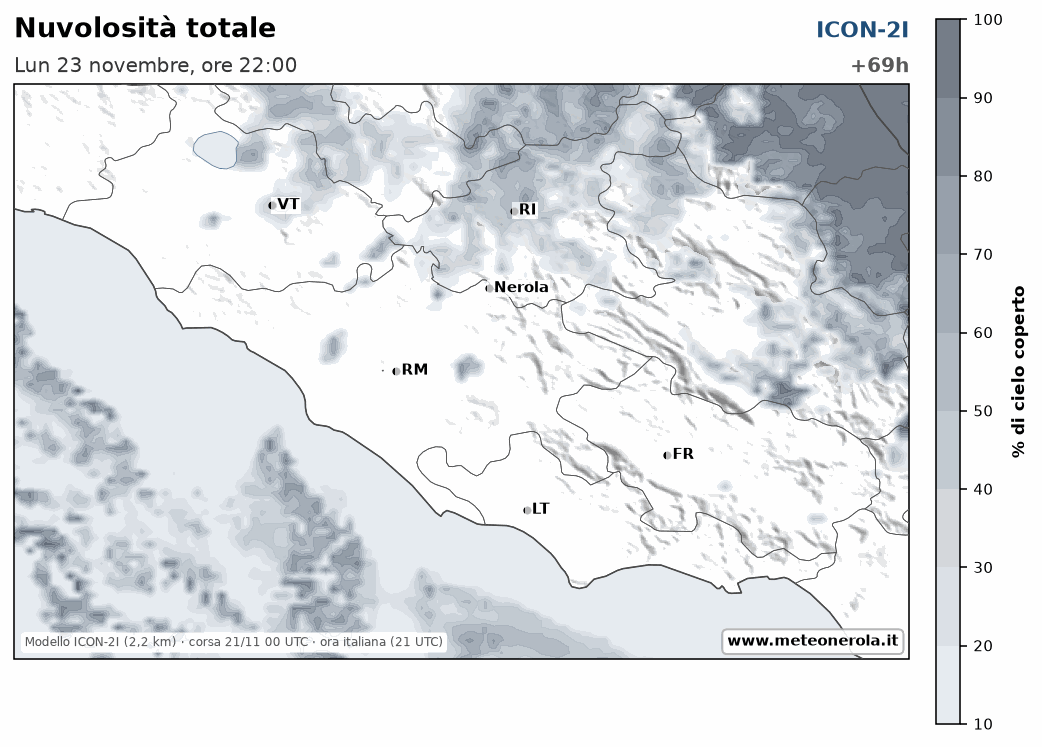 Nuvolosità totale
ICON-2I
Lun 23 novembre, ore 22:00
+69h
VT
RI
Nerola
RM
FR
LT
Modello ICON-2I (2,2 km) · corsa 21/11 00 UTC · ora italiana (21 UTC)
www.meteonerola.it
100
90
80
70
60
50
40
30
20
10
% di cielo coperto